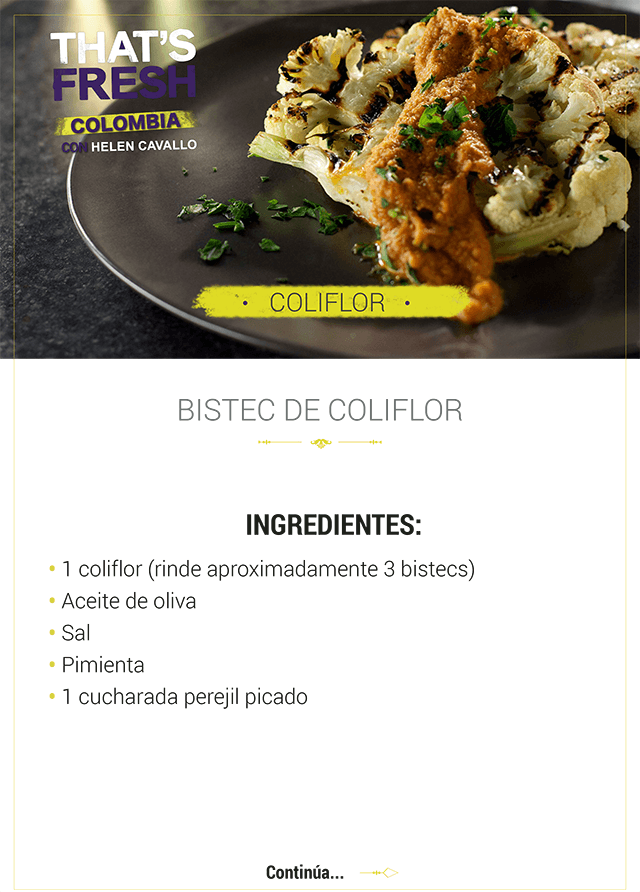 THAT'S
FRESH
COLOMBIA
CON HELEN CAVALLO
• COLIFLOR •
BISTEC DE COLIFLOR
INGREDIENTES:
• 1 coliflor (rinde aproximadamente 3 bistecs)
• Aceite de oliva
• Sal
• Pimienta
• 1 cucharada perejil picado
Continúa...